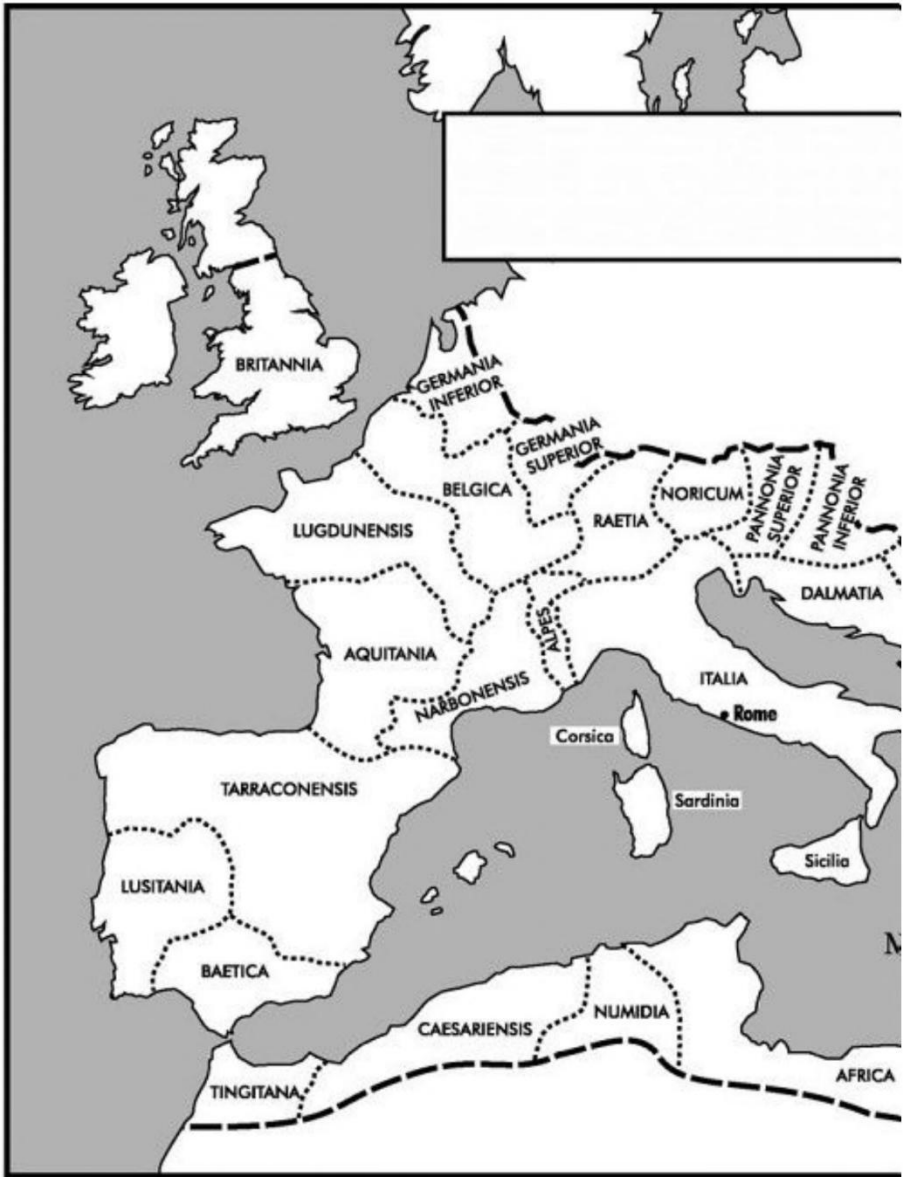 BRITANNIA
GERMANIA
INFERIOR
GERMANIA
SUPERIOR
BELGICA
LUGDUNENSIS
RAETIA
NORICUM
PANNONIA
SUPERIOR
PANNONIA
INFERIOR
DALMATIA
AQUITANIA
ALPES
NARBONENSIS
ITALIA
Rome
Corsica
Sardinia
Sicilia
TARRACONENSIS
LUSITANIA
BAETICA
M
CAESARIENSIS
NUMIDIA
TINGITANA
AFRICA